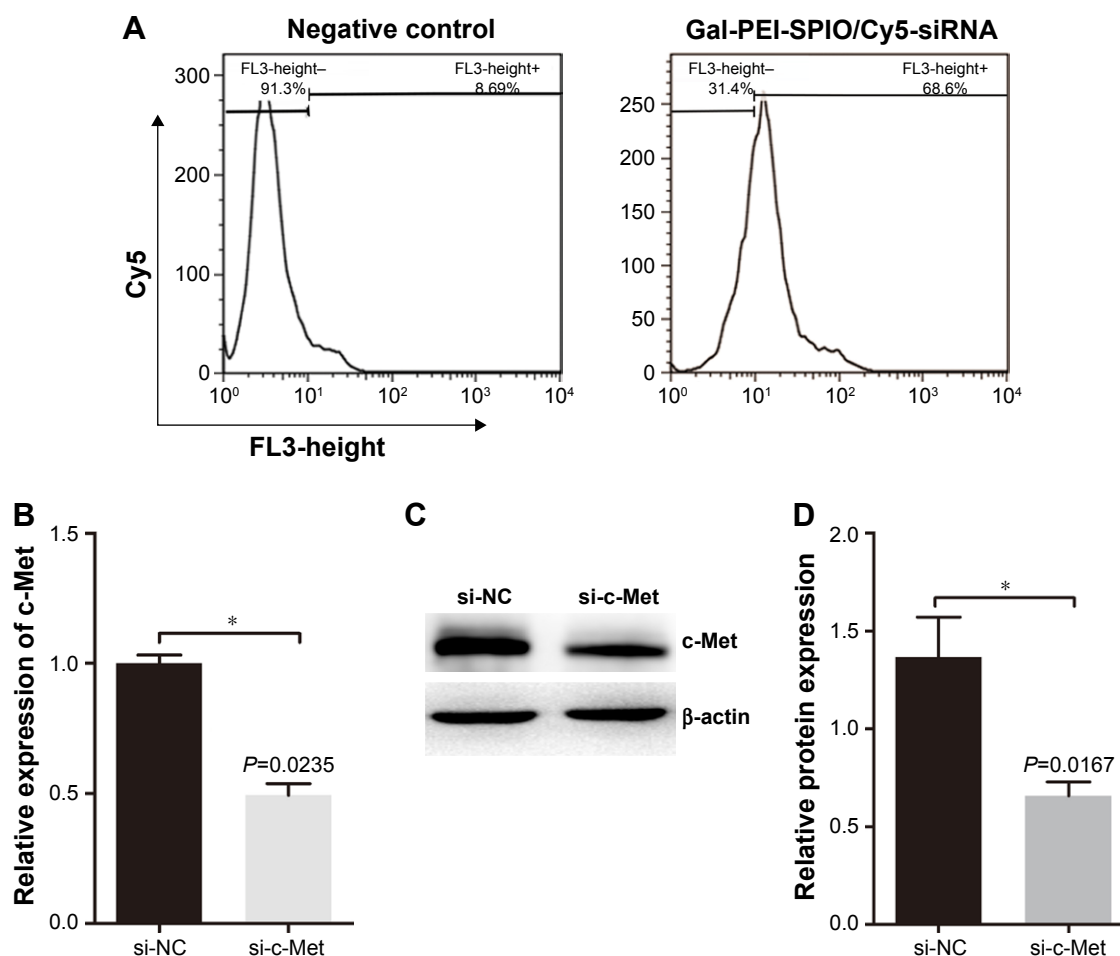 A
Negative control
Gal-PEI-SPIO/Cy5-siRNA
FL3-height–
91.3%
FL3-height+
8.69%
FL3-height–
31.4%
FL3-height+
68.6%
300
200
100
0
250
200
150
100
50
0
Cy5
10⁰ 10¹ 10² 10³ 10⁴
10⁰ 10¹ 10² 10³ 10⁴
FL3-height
B
Relative expression of c-Met
1.5
1.0
0.5
0.0
*
P=0.0235
si-NC si-c-Met
C
si-NC si-c-Met
c-Met
β-actin
D
Relative protein expression
2.0
1.5
1.0
0.5
0.0
*
P=0.0167
si-NC si-c-Met